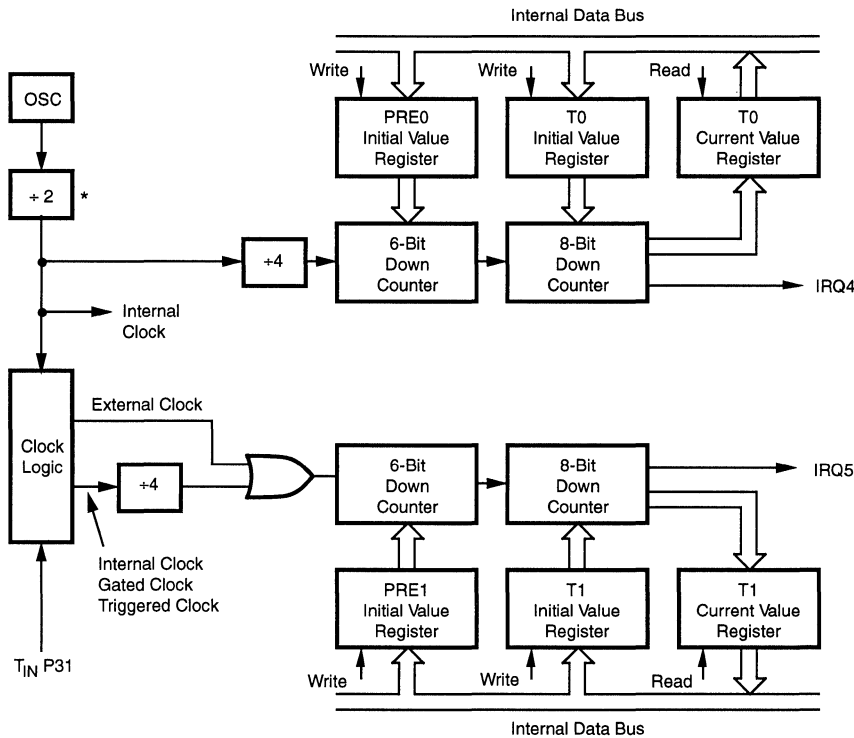 Internal Data Bus
Write
Write
Read
OSC
PRE0
Initial Value
Register
T0
Initial Value
Register
T0
Current Value
Register
÷ 2
*
÷4
6-Bit
Down
Counter
8-Bit
Down
Counter
IRQ4
Internal
Clock
External Clock
Clock
Logic
÷4
6-Bit
Down
Counter
8-Bit
Down
Counter
IRQ5
Internal Clock
Gated Clock
Triggered Clock
PRE1
Initial Value
Register
T1
Initial Value
Register
T1
Current Value
Register
TIN P31
Write
Write
Read
Internal Data Bus